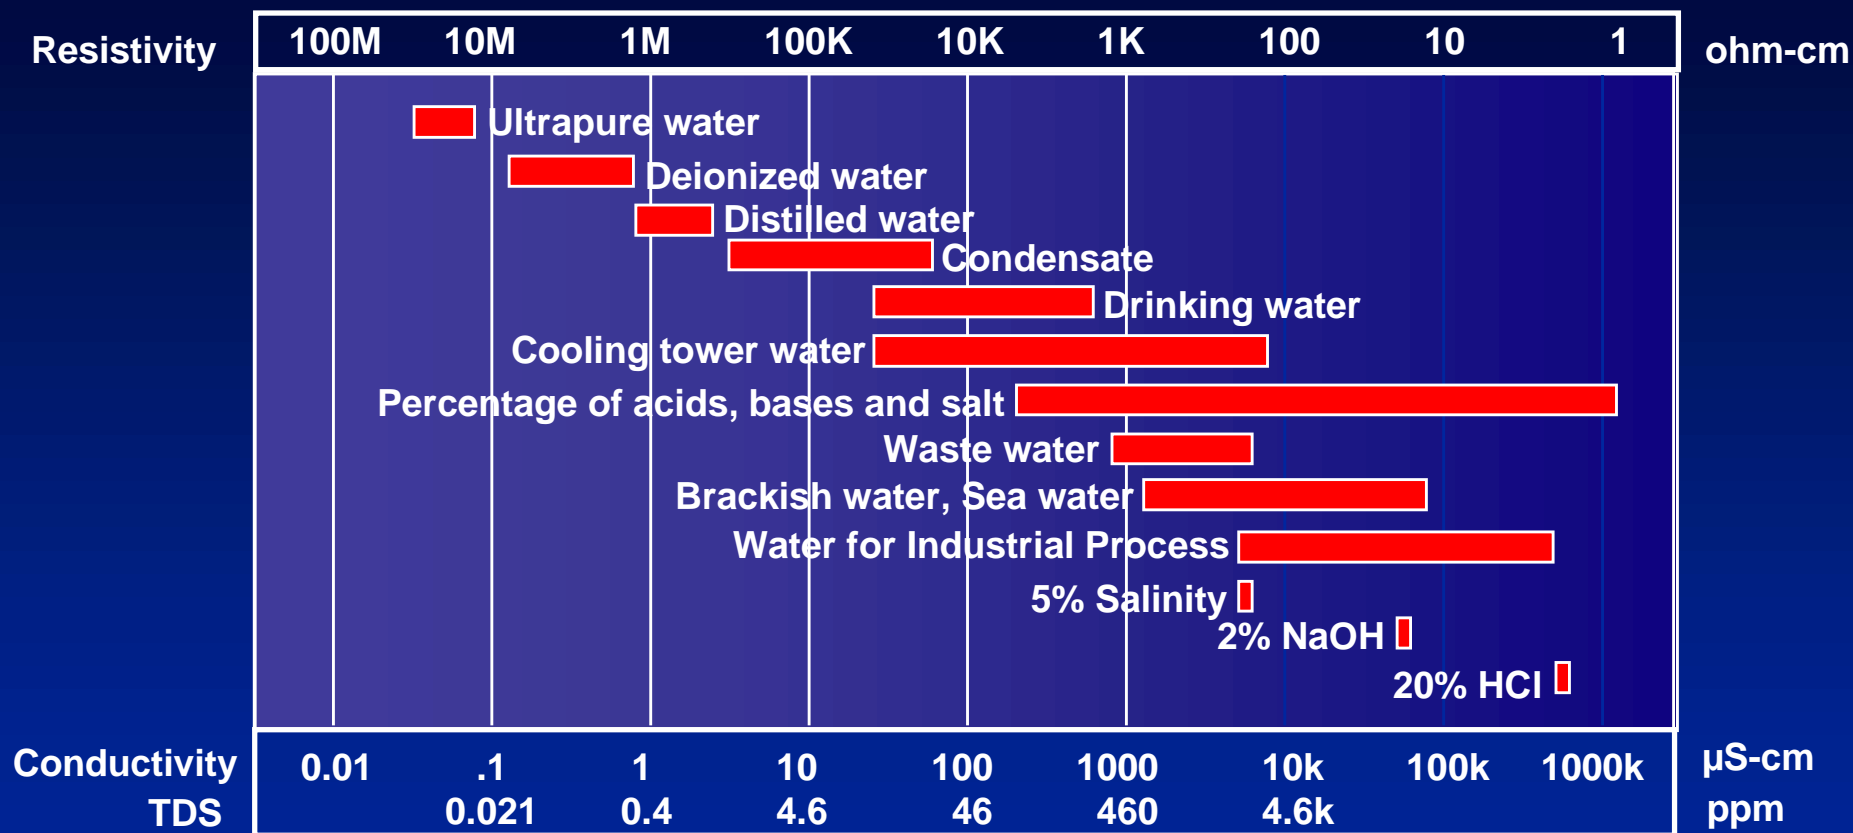 Resistivity 100M 10M 1M 100K 10K 1K 100 10 1 ohm-cm
Ultrapure water
Deionized water
Distilled water
Condensate
Drinking water
Cooling tower water
Percentage of acids, bases and salt
Waste water
Brackish water, Sea water
Water for Industrial Process
5% Salinity
2% NaOH
20% HCl
Conductivity 0.01 .1 1 10 100 1000 10k 100k 1000k µS-cm
TDS 0.021 0.4 4.6 46 460 4.6k ppm